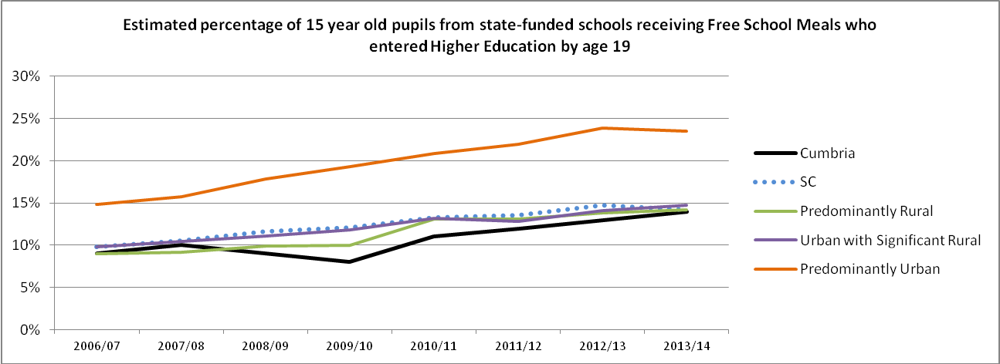 Estimated percentage of 15 year old pupils from state-funded schools receiving Free School Meals who
entered Higher Education by age 19
30%
25%
20%
15%
10%
5%
0%
2006/07 2007/08 2008/09 2009/10 2010/11 2011/12 2012/13 2013/14
Cumbria
SC
Predominantly Rural
Urban with Significant Rural
Predominantly Urban